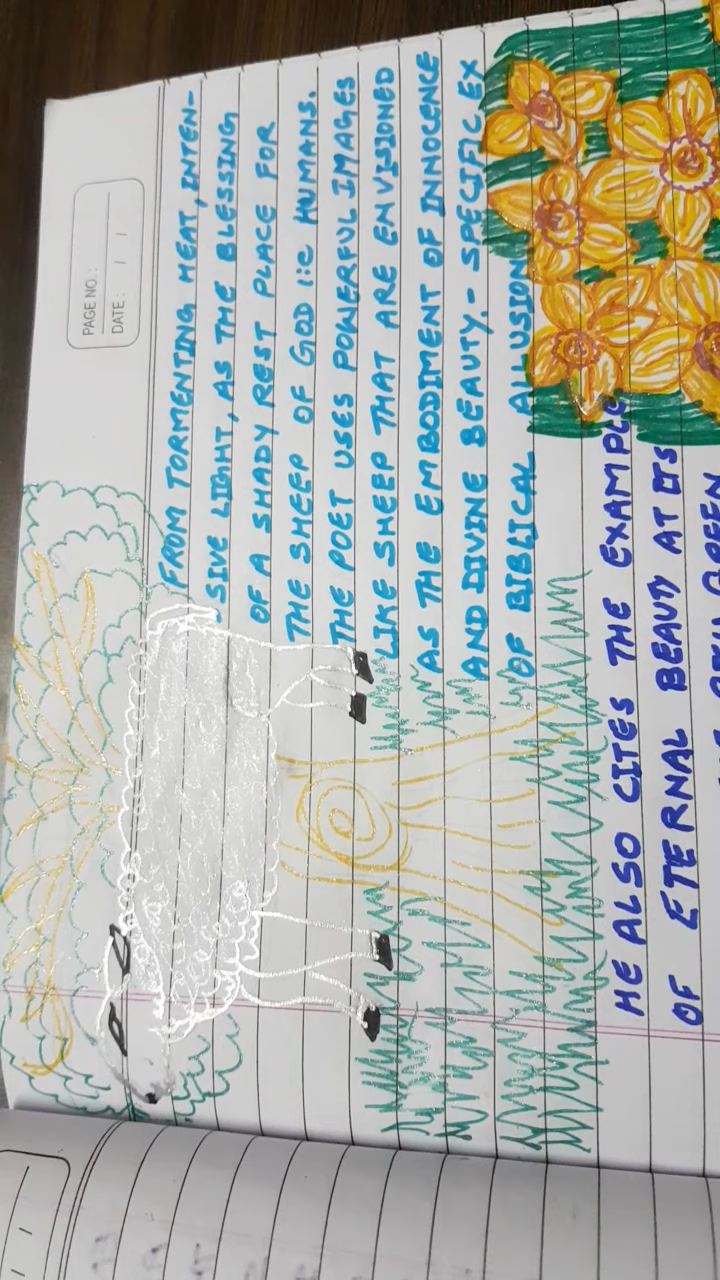 PAGE NO. :
DATE : / /
FROM TORMENTING HEAT, INTEN-
SIVE LIGHT, AS THE BLESSING
OF A SHADY REST PLACE FOR
THE SHEEP OF GOD i:e HUMANS.
THE POET USES POWERFUL IMAGES
LIKE SHEEP THAT ARE ENVISIONED
AS THE EMBODIMENT OF INNOCENCE
AND DIVINE BEAUTY. - SPECIFIC EX
OF BIBLICAL ALLUSION
HE ALSO CITES THE EXAMPLE
OF ETERNAL BEAUTY AT ITS
GREEN